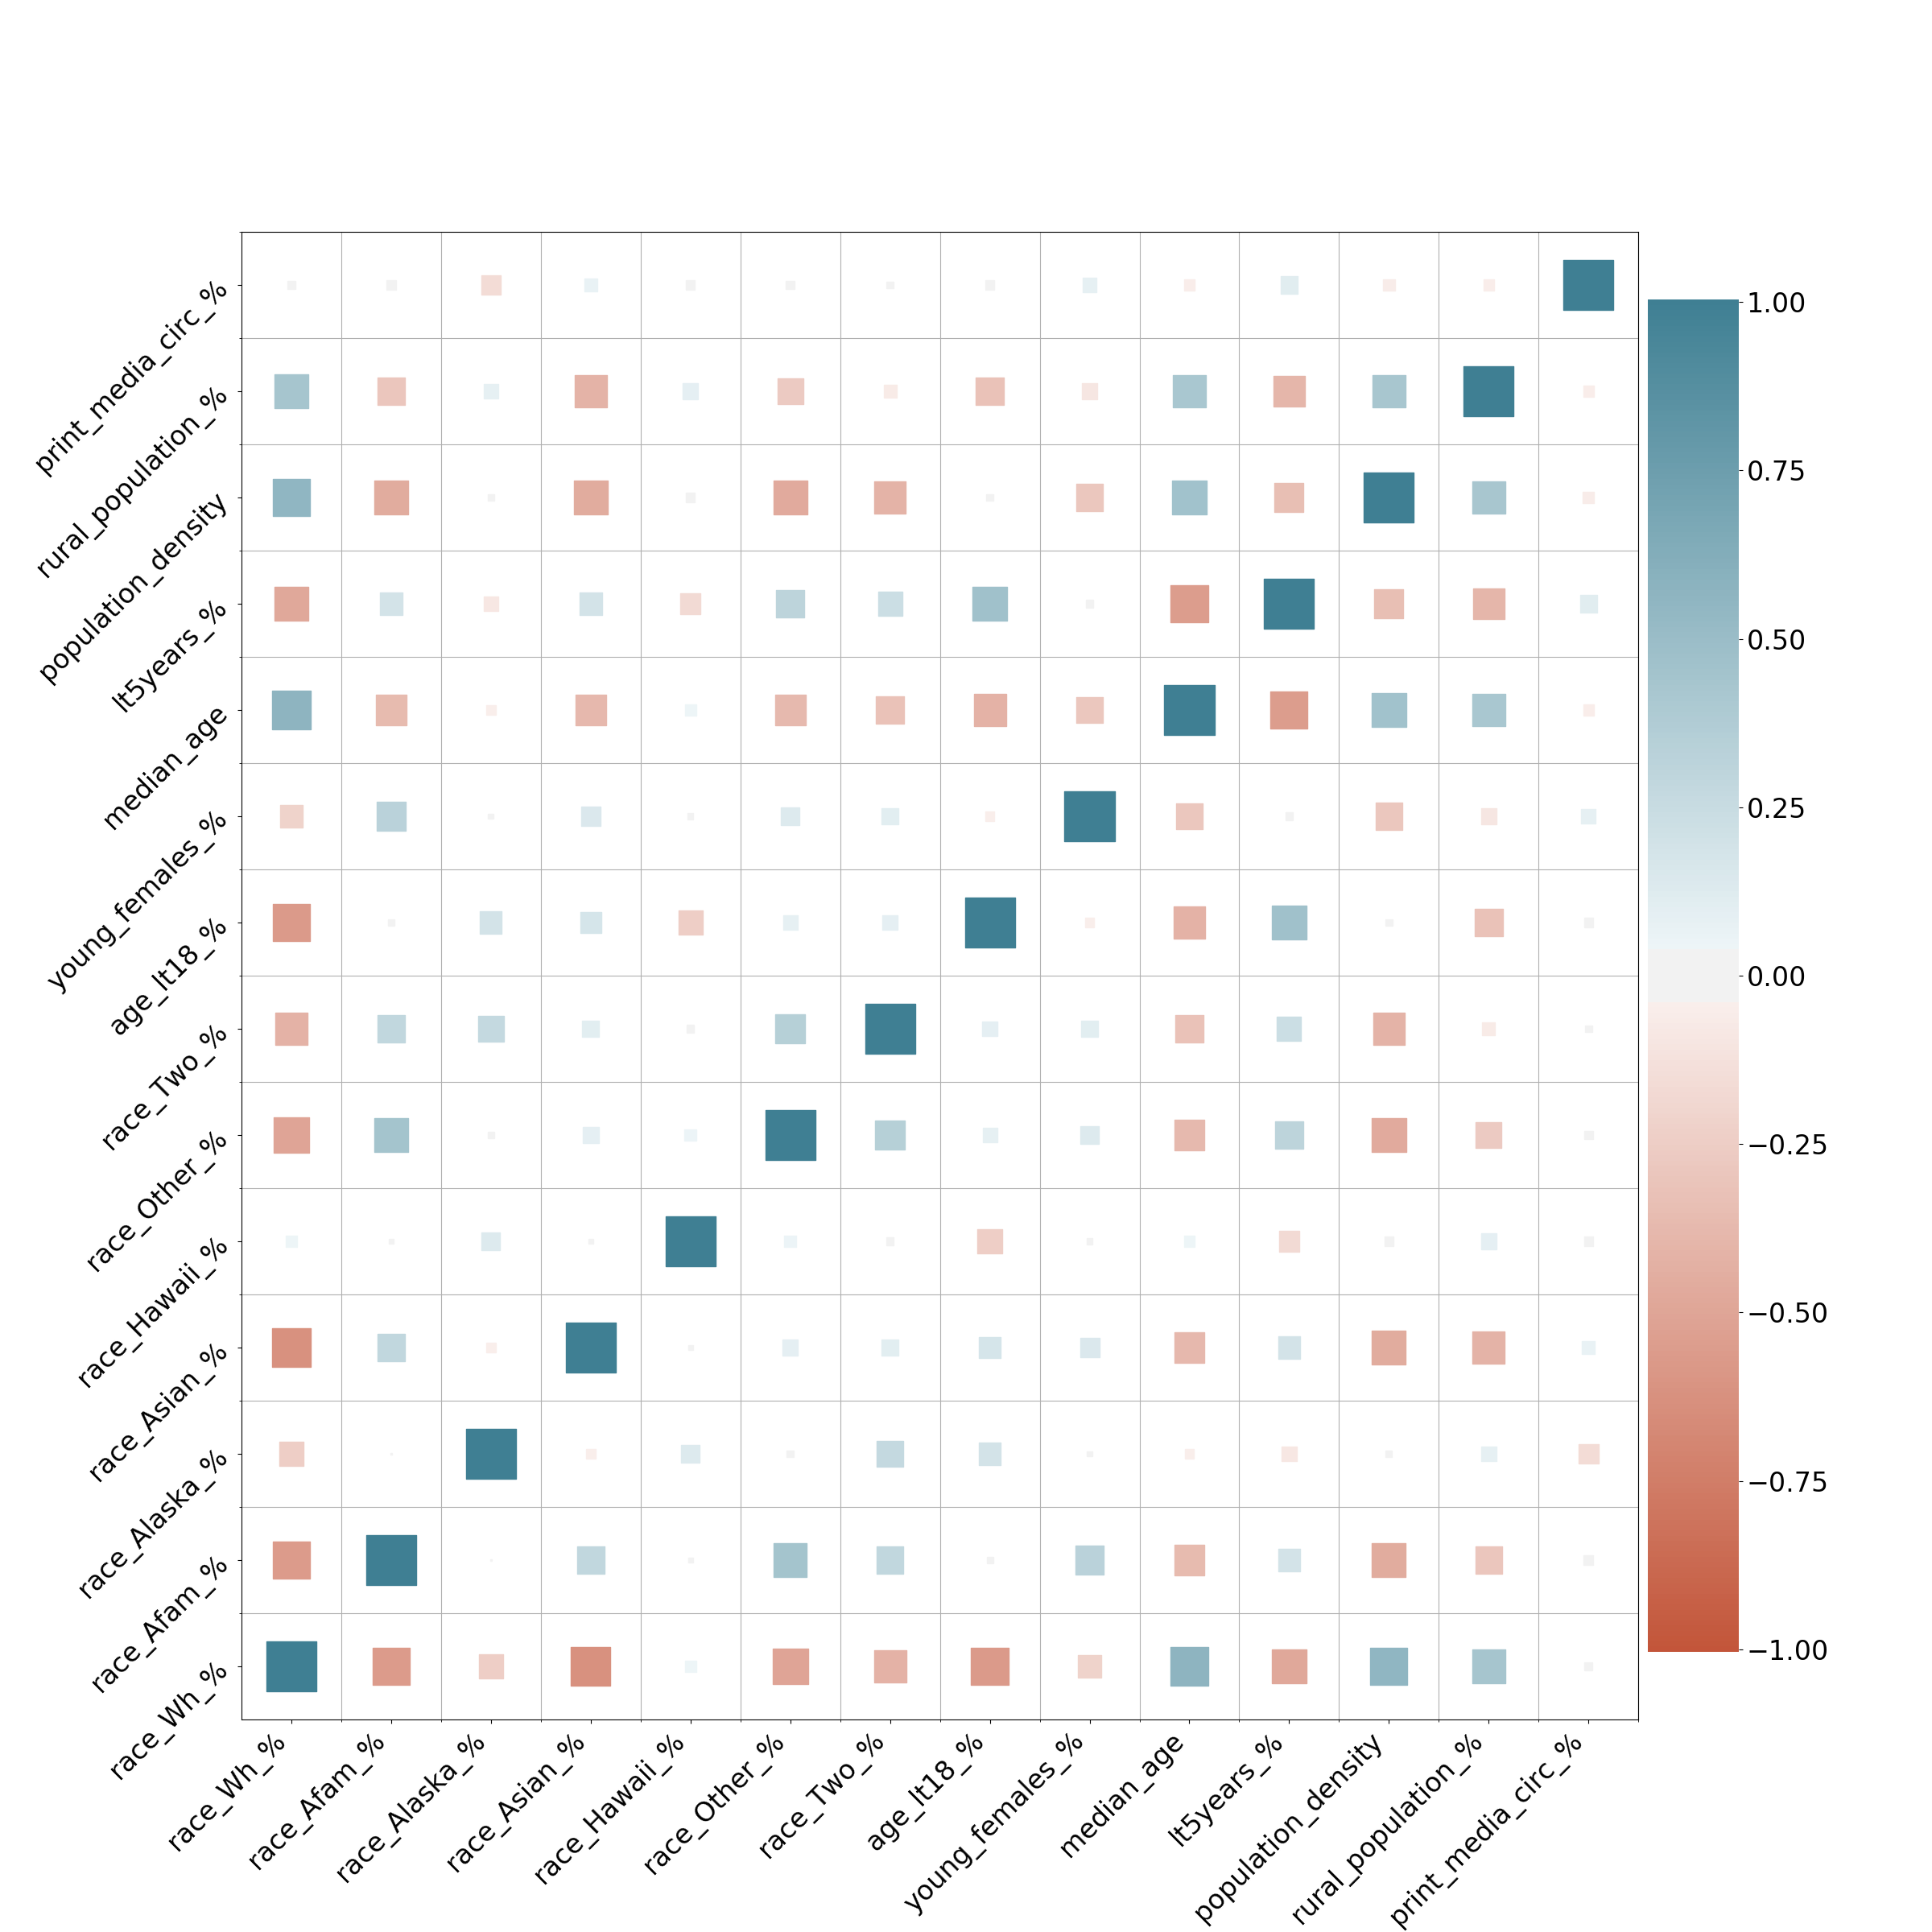 print_media_circ_%
rural_population_%
population_density
lt5years_%
median_age
young_females_%
age_lt18_%
race_Two_%
race_Other_%
race_Hawaii_%
race_Asian_%
race_Alaska_%
race_Afam_%
race_Wh_%
race_Wh_%
race_Afam_%
race_Alaska_%
race_Asian_%
race_Hawaii_%
race_Other_%
race_Two_%
age_lt18_%
young_females_%
median_age
lt5years_%
population_density
rural_population_%
print_media_circ_%
1.00
0.75
0.50
0.25
0.00
−0.25
−0.50
−0.75
−1.00